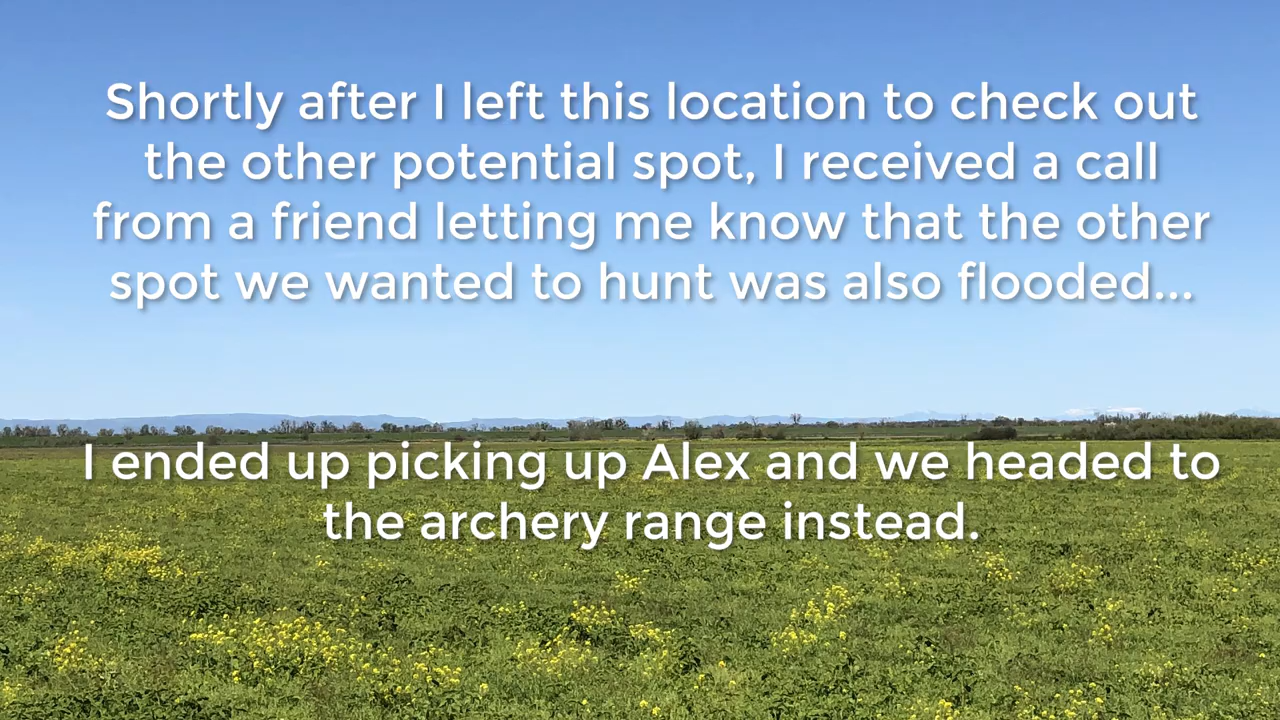 Shortly after I left this location to check out
the other potential spot, I received a call
from a friend letting me know that the other
spot we wanted to hunt was also flooded...
I ended up picking up Alex and we headed to
the archery range instead.